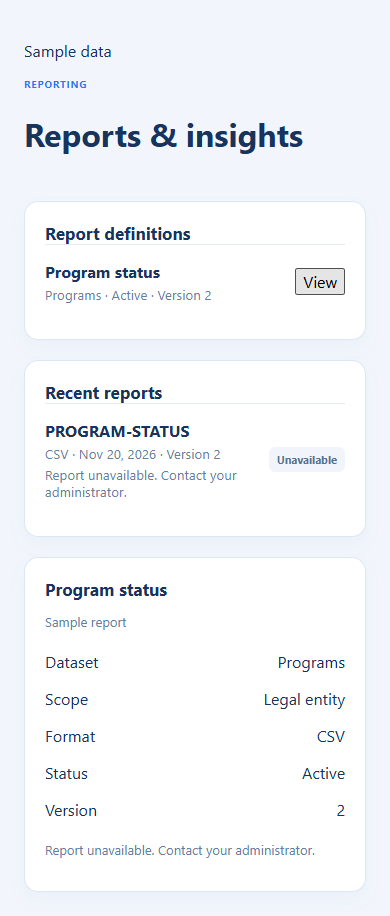 Sample data
REPORTING
Reports & insights
Report definitions
Program status
Programs · Active · Version 2
View
Recent reports
PROGRAM-STATUS
CSV · Nov 20, 2026 · Version 2
Report unavailable. Contact your
administrator.
Unavailable
Program status
Sample report
Dataset Programs
Scope Legal entity
Format CSV
Status Active
Version 2
Report unavailable. Contact your administrator.